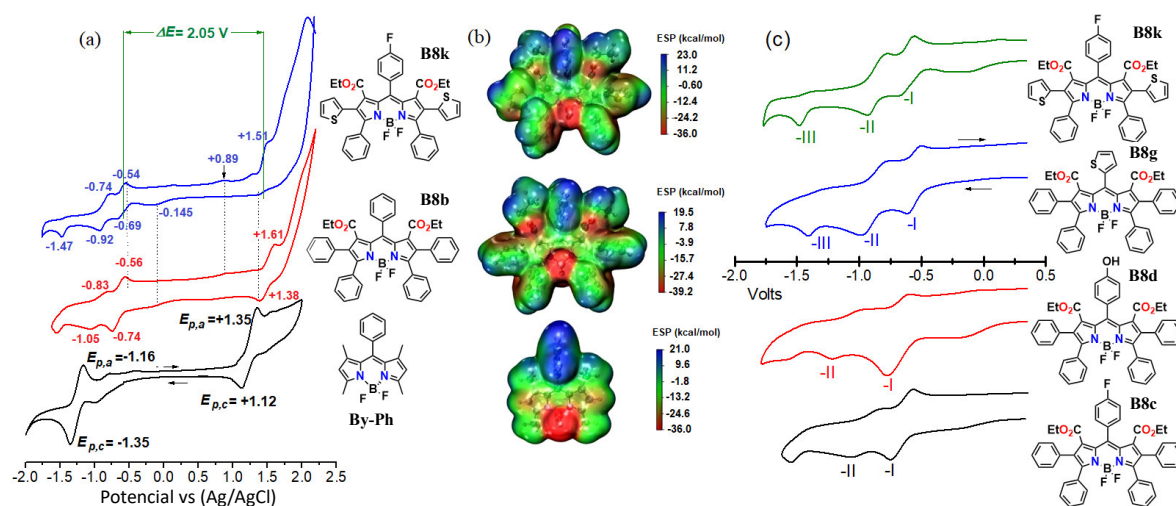 (a)
ΔE= 2.05 V
-0.54
-0.74
+0.89
+1.51
-0.69
-0.145
-1.47
-0.92
-0.56
-0.83
+1.61
-1.05
-0.74
+1.38
Ep,a=+1.35
Ep,a=-1.16
Ep,c= +1.12
Ep,c= -1.35
-2.0 -1.5 -1.0 -0.5 0.0 0.5 1.0 1.5 2.0
Potencial vs (Ag/AgCl)
F
B8k
EtO2C CO2Et
S S
N N
B
F F
B8b
EtO2C CO2Et
N N
B
F F
N N
B
F F
By-Ph
(b)
ESP (kcal/mol)
23.0
11.0
-0.60
-12.4
-24.2
-36.0
ESP (kcal/mol)
19.5
7.8
-3.9
-15.7
-27.4
-39.2
ESP (kcal/mol)
21.0
9.6
-1.8
-13.2
-24.6
-36.0
(c)
-I
-II
-III
-I
-II
-III
-2.0 -1.5 -1.0 -0.5 0.0 0.5
Volts
-I
-II
-I
-II
F
B8k
EtO2C CO2Et
S S
N N
B
F F
B8g
S
EtO2C CO2Et
N N
B
F F
OH
B8d
EtO2C CO2Et
N N
B
F F
F
B8c
EtO2C CO2Et
N N
B
F F